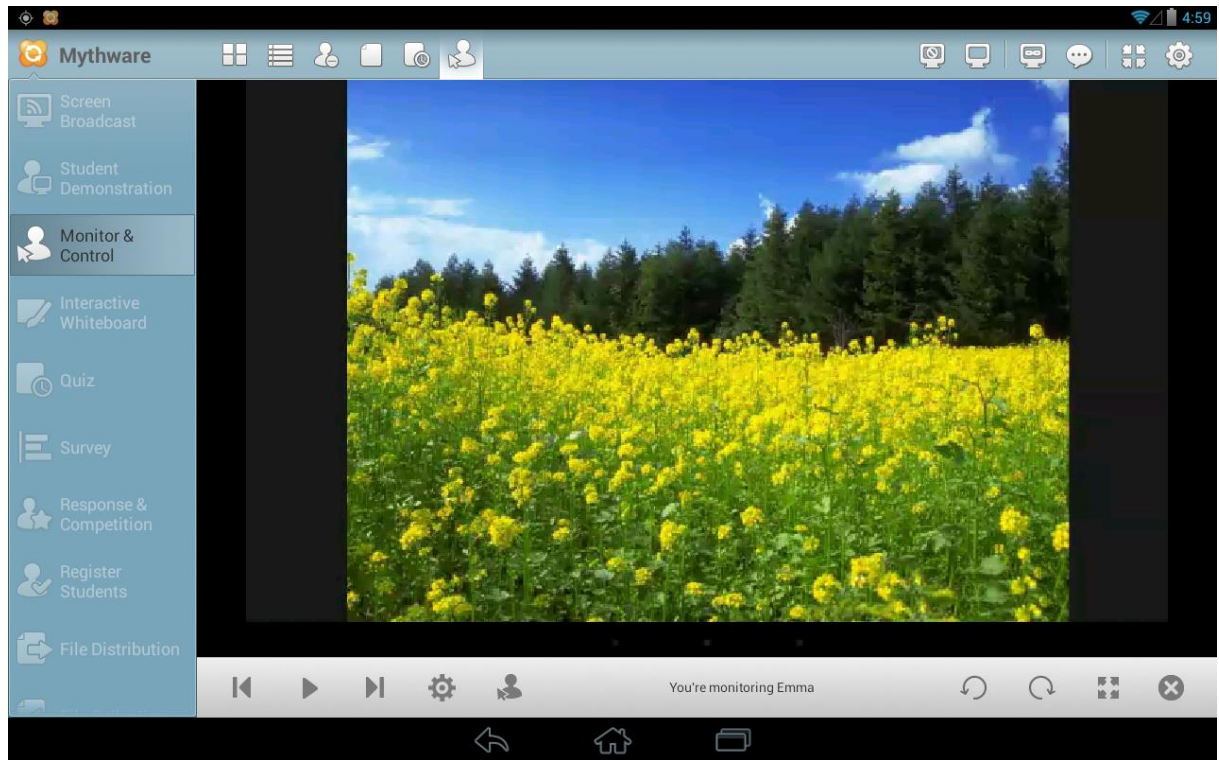 4:59
Mythware
Screen
Broadcast
Student
Demonstration
Monitor &
Control
Interactive
Whiteboard
Quiz
Survey
Response &
Competition
Register
Students
File Distribution
You're monitoring Emma